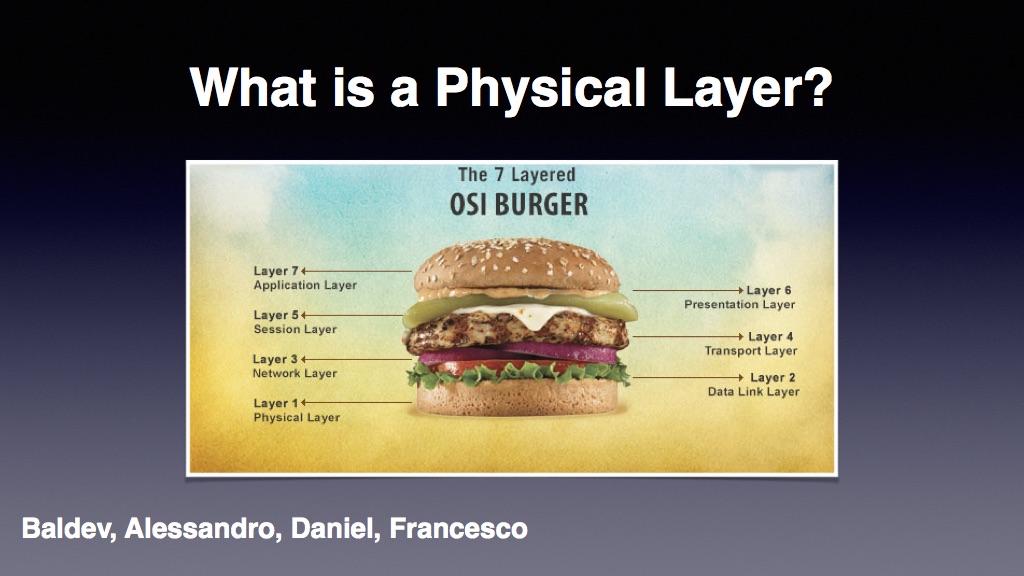 What is a Physical Layer?
The 7 Layered
OSI BURGER
Layer 7
Application Layer
Layer 6
Presentation Layer
Layer 5
Session Layer
Layer 4
Transport Layer
Layer 3
Network Layer
Layer 2
Data Link Layer
Layer 1
Physical Layer
Baldev, Alessandro, Daniel, Francesco